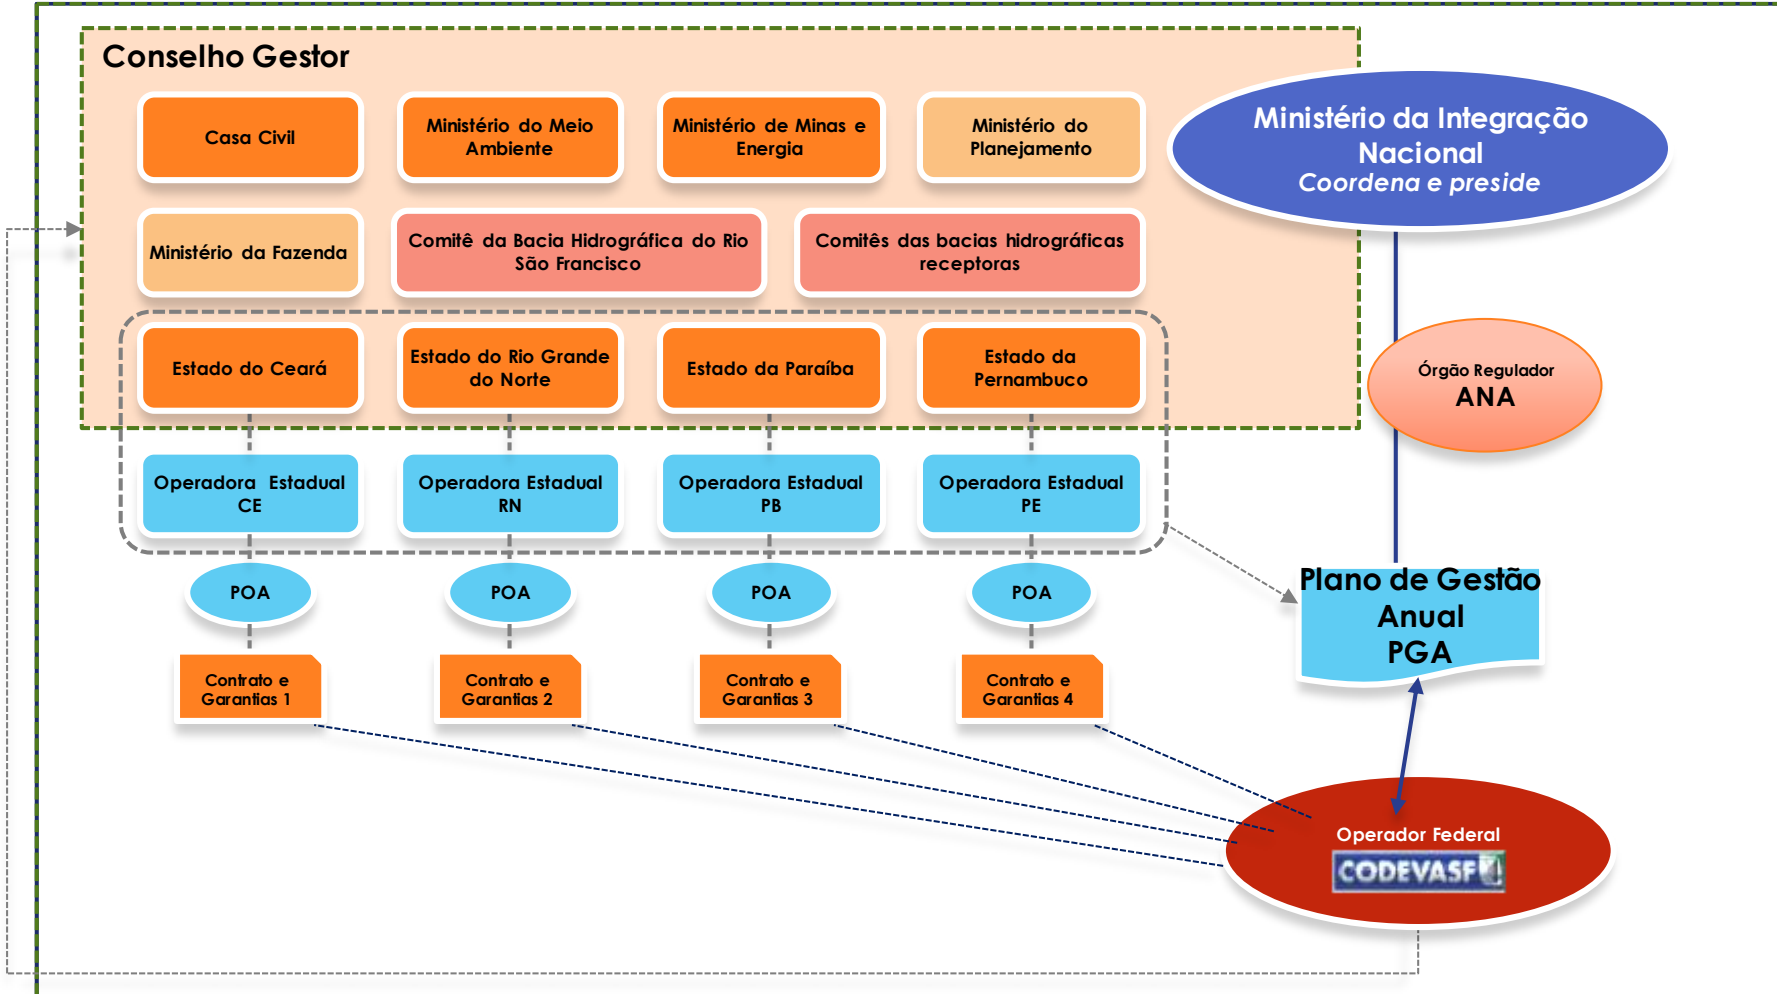 Conselho Gestor
Casa Civil
Ministério do Meio
Ambiente
Ministério de Minas e
Energia
Ministério do
Planejamento
Ministério da Integração
Nacional
Coordena e preside
Ministério da Fazenda
Comitê da Bacia Hidrográfica do Rio
São Francisco
Comitês das bacias hidrográficas
receptoras
Estado do Ceará
Estado do Rio Grande
do Norte
Estado da Paraíba
Estado da
Pernambuco
Órgão Regulador
ANA
Operadora Estadual
CE
Operadora Estadual
RN
Operadora Estadual
PB
Operadora Estadual
PE
POA
POA
POA
POA
Plano de Gestão
Anual
PGA
Contrato e
Garantias 1
Contrato e
Garantias 2
Contrato e
Garantias 3
Contrato e
Garantias 4
Operador Federal
CODEVASF